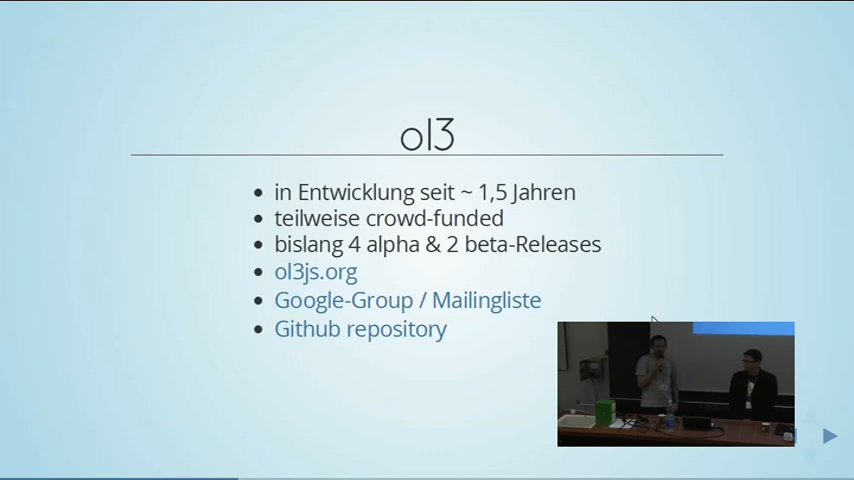 ol3
in Entwicklung seit ~ 1,5 Jahren
teilweise crowd-funded
bislang 4 alpha & 2 beta-Releases
ol3js.org
Google-Group / Mailingliste
Github repository